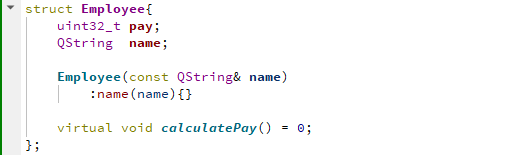 struct Employee{
uint32_t pay;
QString  name;
Employee(const QString& name)
:name(name){}
virtual void calculatePay() = 0;
};